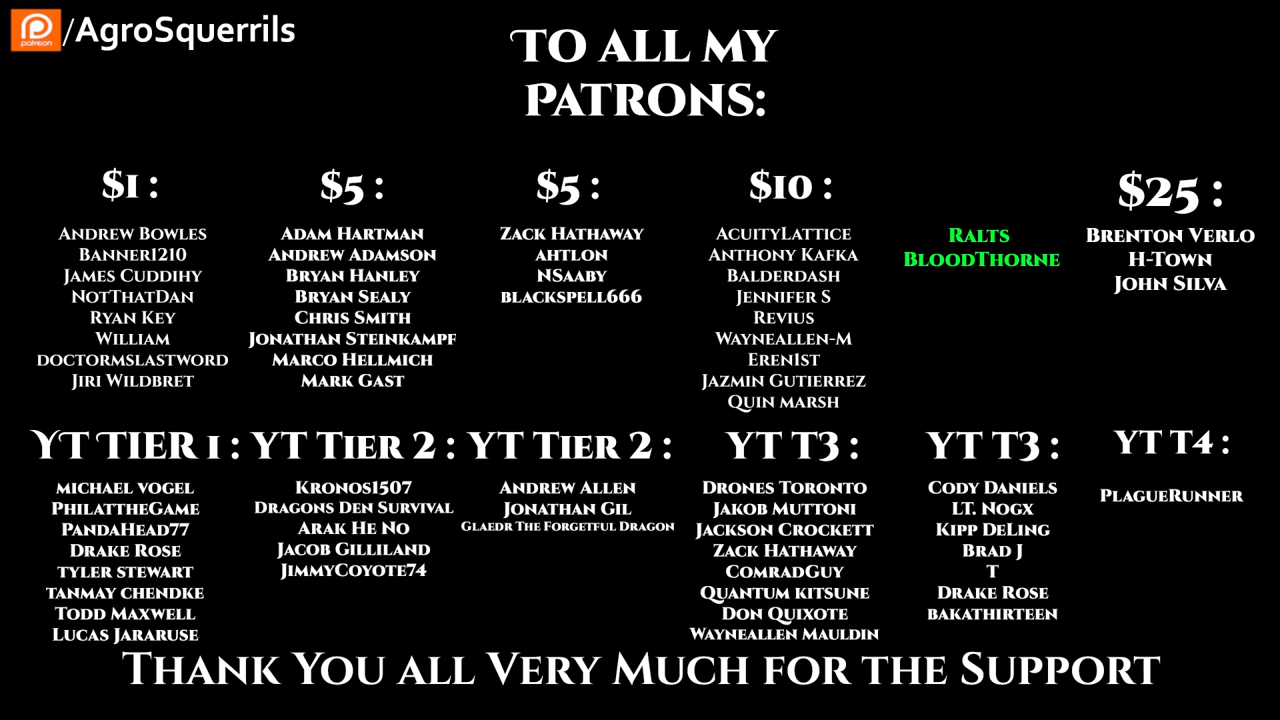 patreon
/AgroSquerrils
To all my
Patrons:
$1 :
Andrew Bowles
Banner1210
James Cuddihy
NotThatDan
Ryan Key
William
doctormslastword
Jiri Wildbret
$5 :
Adam Hartman
Andrew Adamson
Bryan Hanley
Bryan Sealy
Chris Smith
Jonathan Steinkampf
Marco Hellmich
Mark Gast
$5 :
Zack Hathaway
ahtlon
NSaaby
blackspell666
$10 :
AcuityLattice
Anthony Kafka
Balderdash
Jennifer S
Revius
Wayneallen-M
Eren1st
Jazmin Gutierrez
Quin marsh
Ralts
BloodThorne
$25 :
Brenton Verlo
H-Town
John Silva
YT Tier 1 :
michael vogel
PhilattheGame
PandaHead77
Drake Rose
tyler stewart
tanmay chendke
Todd Maxwell
Lucas Jararuse
YT Tier 2 :
Kronos1507
Dragons Den Survival
Arak He No
Jacob Gilliland
JimmyCoyote74
YT Tier 2 :
Andrew Allen
Jonathan Gil
Glaedr The Forgetful Dragon
YT T3 :
Drones Toronto
Jakob Muttoni
Jackson Crockett
Zack Hathaway
ComradGuy
Quantum kitsune
Don Quixote
Wayneallen Mauldin
YT T3 :
Cody Daniels
LT. Nogx
Kipp DeLing
Brad J
T
Drake Rose
bakathirteen
YT T4 :
PlagueRunner
Thank You all Very Much for the Support